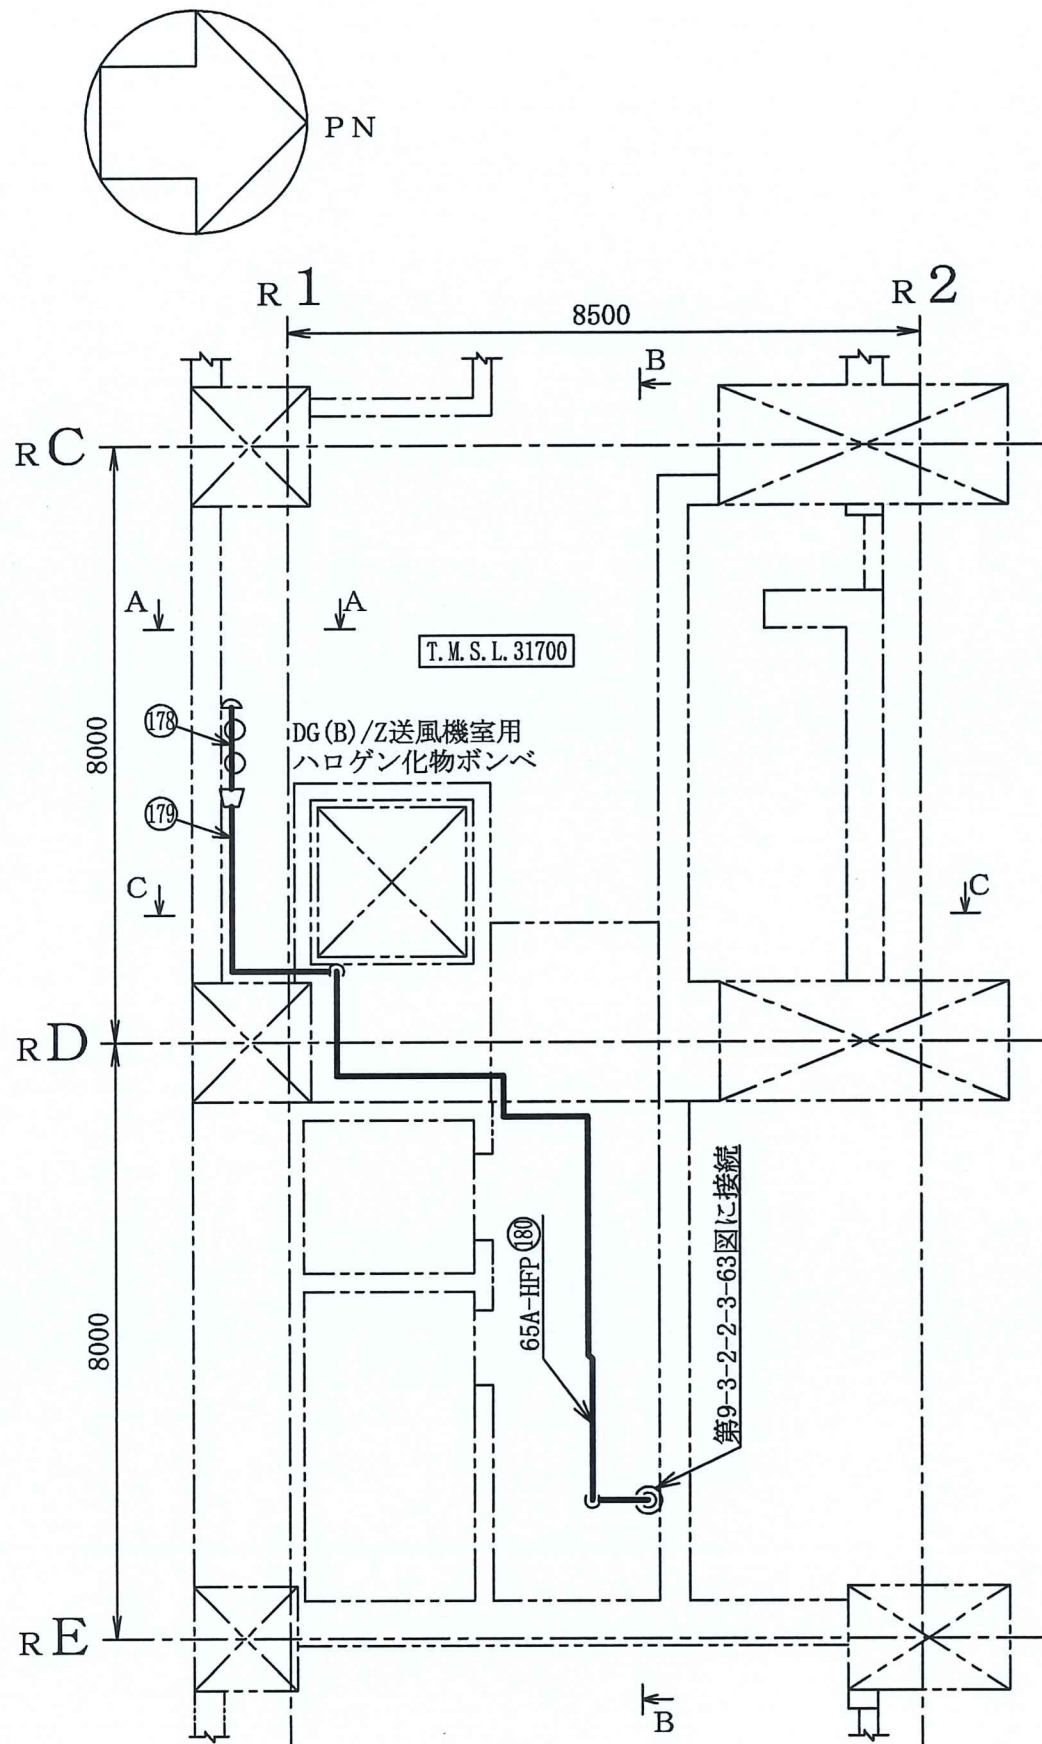 PN
R1
R2
8500
B
RC
A
A
T.M.S.L.31700
8000
178
DG(B)/Z送風機室用
ハロゲン化物ボンベ
179
C
C
RD
8000
65A-HFP 180
第9-3-2-2-3-63図に接続
RE
B